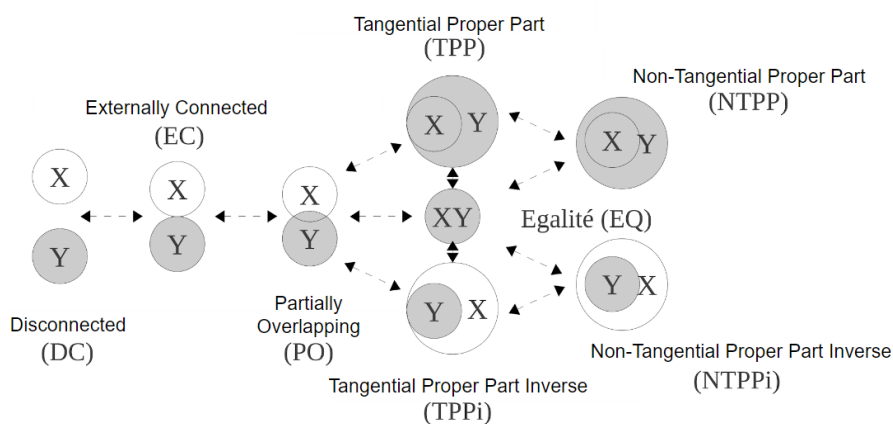 Tangential Proper Part
(TPP)
Non-Tangential Proper Part
(NTPP)
Externally Connected
(EC)
X Y
X Y
X
X
X
XY
Egalité (EQ)
Y
Y
Y
Y X
Y X
Disconnected
(DC)
Partially
Overlapping
(PO)
Non-Tangential Proper Part Inverse
(NTPPi)
Tangential Proper Part Inverse
(TPPi)